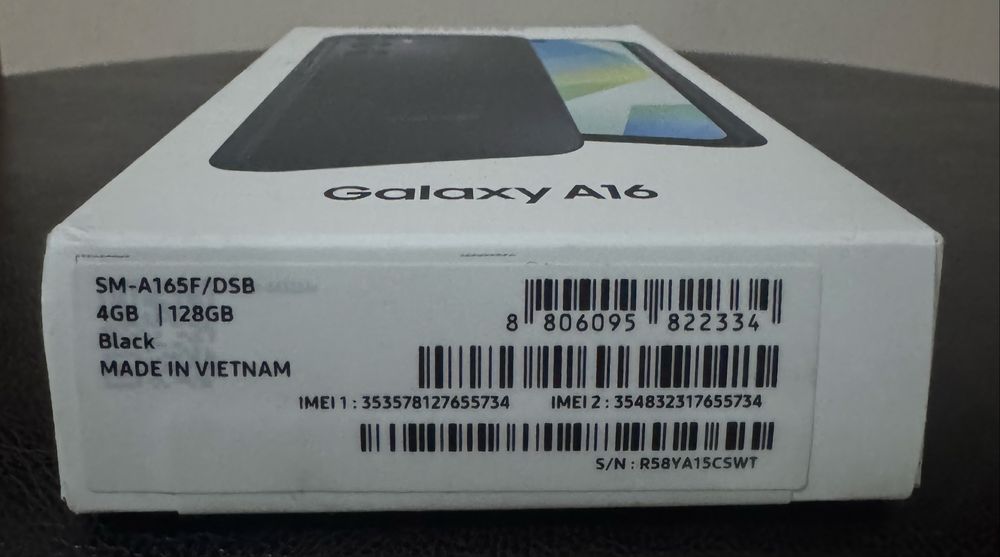 Galaxy A16
SM-A165F/DSB
4GB | 128GB
Black
MADE IN VIETNAM
8 806095 822334
IMEI 1 : 353578127655734 IMEI 2 : 354832317655734
S/N : R58YA15CSWT